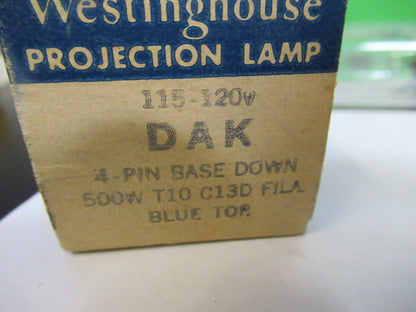 Westinghouse
PROJECTION LAMP
115-120v
DAK
4-PIN BASE DOWN
500W T10 C13D FILA
BLUE TOP